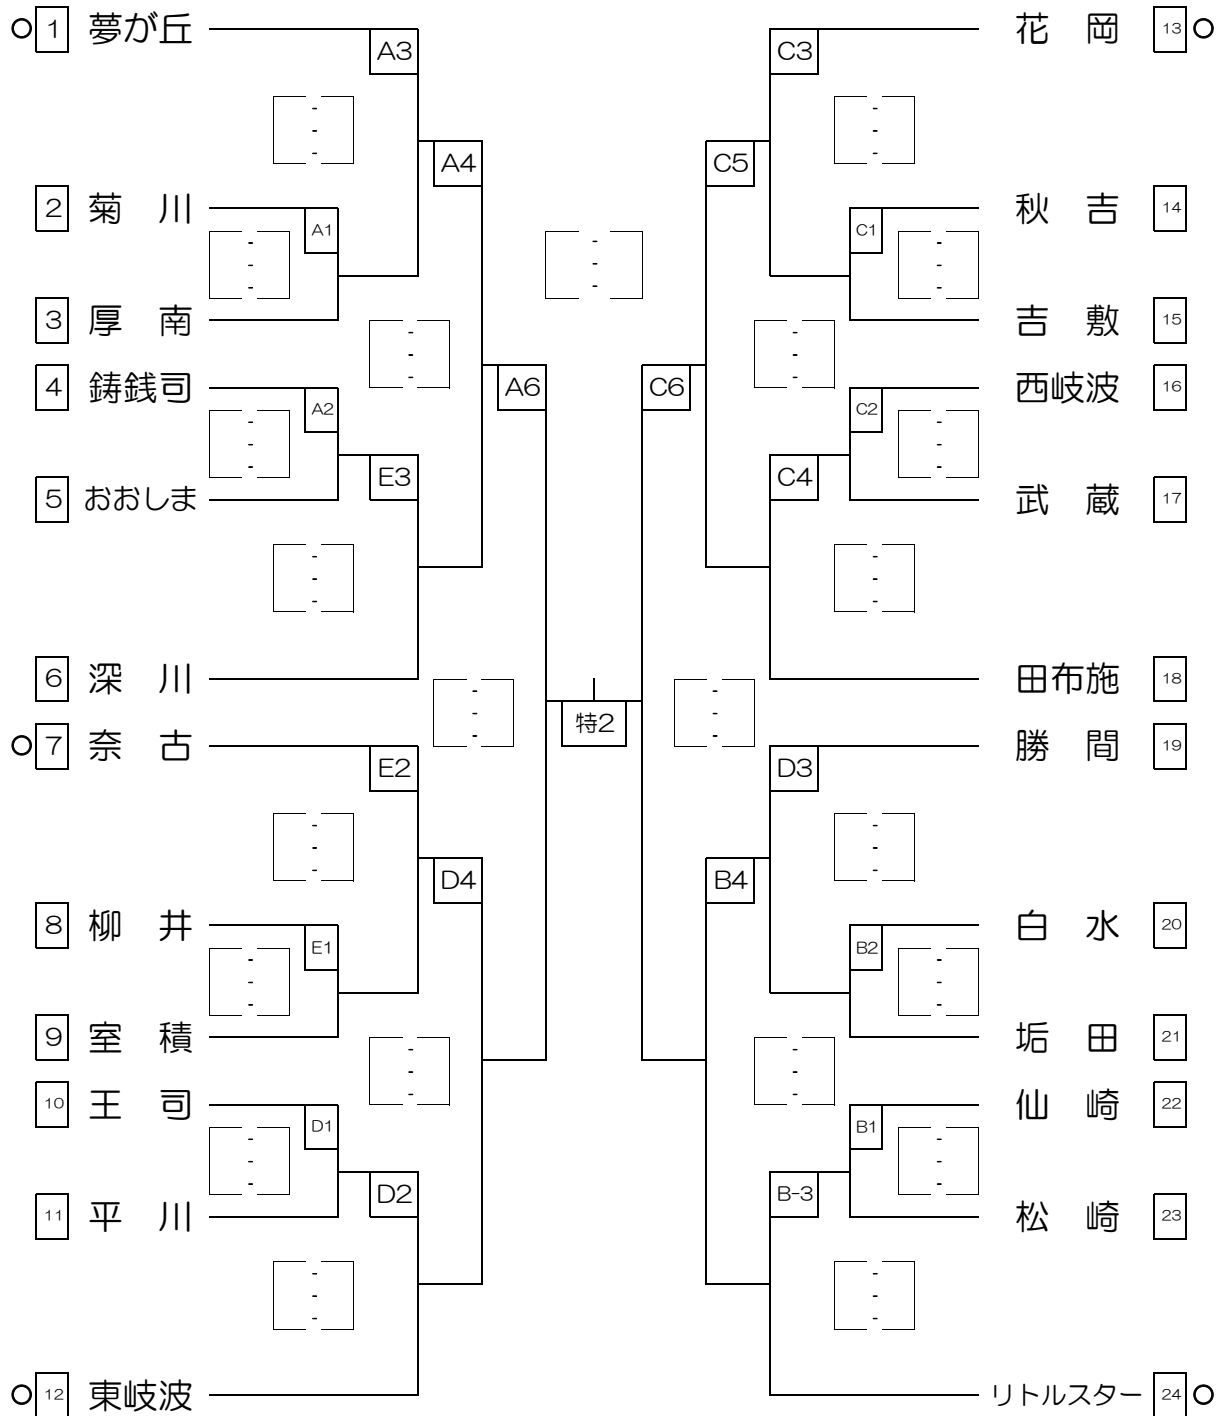 ○ 1 夢が丘 A3 C3 花岡 13 ○
- - - - - -
2 菊川 A1 A4 C5 C1 秋吉 14
- - - - - - - - -
3 厚南 吉敷 15
- - - - - -
4 鋳銭司 A2 A6 C6 C2 西岐波 16
- - - - - -
5 おおしま E3 C4 武蔵 17
- - - - - -
6 深川 田布施 18
- - - - - -
特2
○ 7 奈古 E2 D3 勝間 19
- - - - - -
D4 B4
8 柳井 E1 B2 白水 20
- - - - - -
9 室積 垢田 21
- - - - - -
10 王司 D1 B1 仙崎 22
- - - - - -
11 平川 D2 B-3 松崎 23
- - - - - -
○ 12 東岐波 リトルスター 24 ○